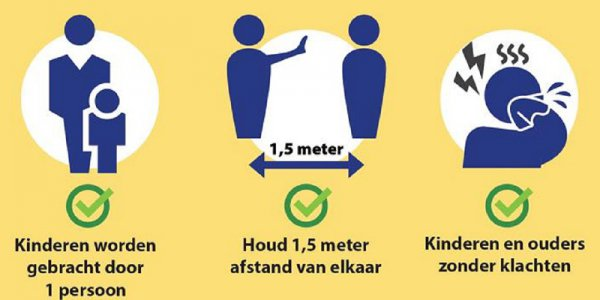 1,5 meter
Kinderen worden
gebracht door
1 persoon
Houd 1,5 meter
afstand van elkaar
Kinderen en ouders
zonder klachten